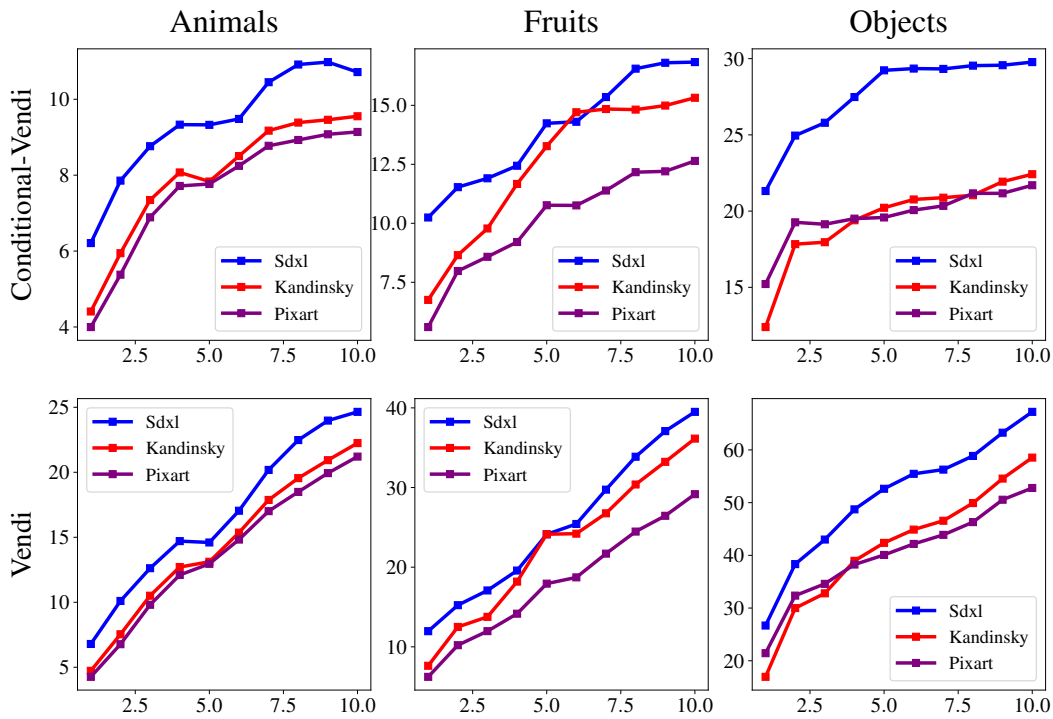 Animals
Fruits
Objects
Conditional-Vendi
10
8
6
4
Sdxl
Kandinsky
Pixart
2.5 5.0 7.5 10.0
15.0
12.5
10.0
7.5
Sdxl
Kandinsky
Pixart
2.5 5.0 7.5 10.0
30
25
20
15
Sdxl
Kandinsky
Pixart
2.5 5.0 7.5 10.0
Vendi
25
20
15
10
5
Sdxl
Kandinsky
Pixart
2.5 5.0 7.5 10.0
40
30
20
10
Sdxl
Kandinsky
Pixart
2.5 5.0 7.5 10.0
60
50
40
30
20
Sdxl
Kandinsky
Pixart
2.5 5.0 7.5 10.0